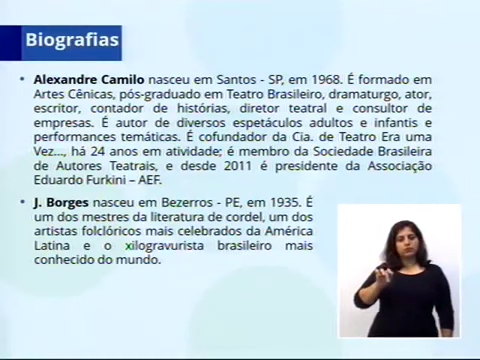 Biografias
• Alexandre Camilo nasceu em Santos - SP, em 1968. É formado em
Artes Cênicas, pós-graduado em Teatro Brasileiro, dramaturgo, ator,
escritor, contador de histórias, diretor teatral e consultor de
empresas. É autor de diversos espetáculos adultos e infantis e
performances temáticas. É cofundador da Cia. de Teatro Era uma
Vez..., há 24 anos em atividade; é membro da Sociedade Brasileira
de Autores Teatrais, e desde 2011 é presidente da Associação
Eduardo Furkini – AEF.
• J. Borges nasceu em Bezerros - PE, em 1935. É
um dos mestres da literatura de cordel, um dos
artistas folclóricos mais celebrados da América
Latina e o xilogravurista brasileiro mais
conhecido do mundo.